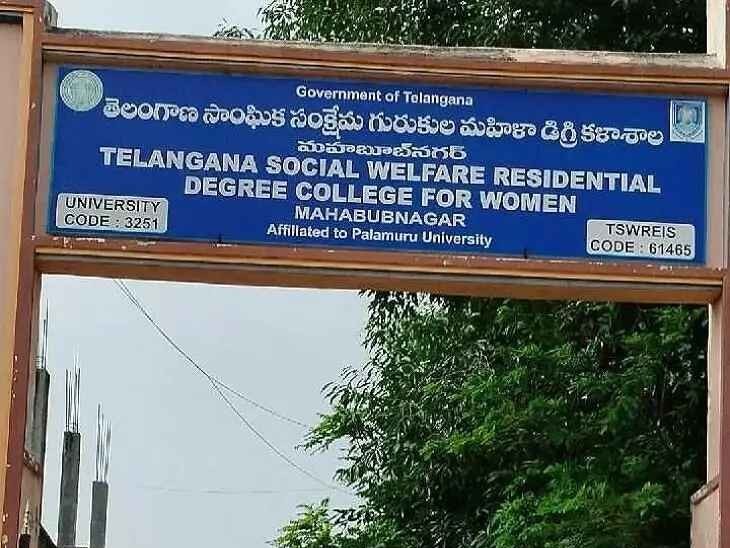 Government of Telangana
తెలంగాణ సాంఘిక సంక్షేమ గురుకుల మహిళా డిగ్రీ కళాశాల
మహబూబ్‌నగర్
TELANGANA SOCIAL WELFARE RESIDENTIAL
DEGREE COLLEGE FOR WOMEN
MAHABUBNAGAR
Affiliated to Palamuru University
UNIVERSITY
CODE : 3251
TSWREIS
CODE : 61465